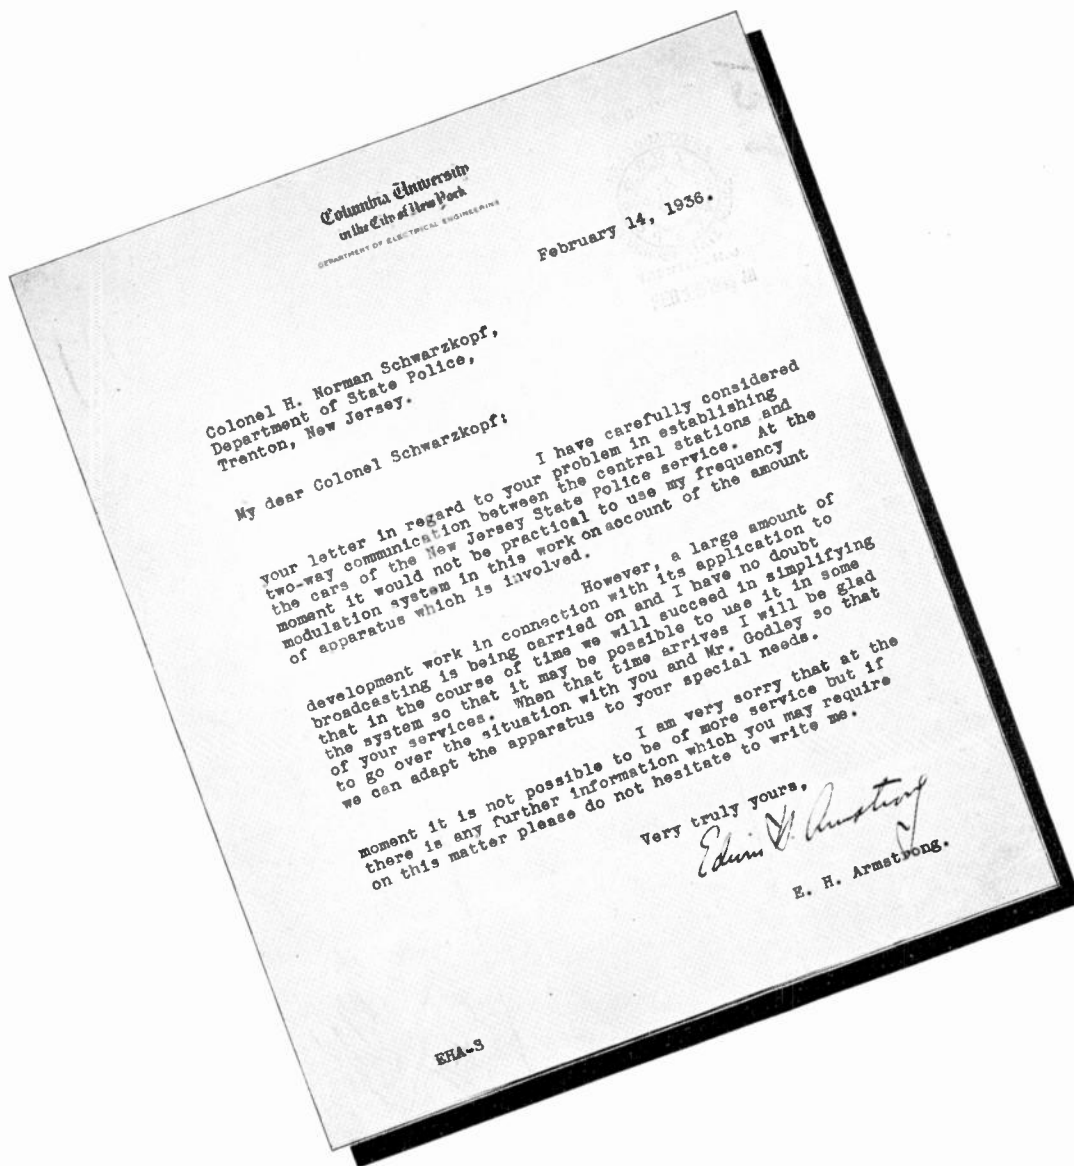 Columbia University
in the City of New York
DEPARTMENT OF ELECTRICAL ENGINEERING
February 14, 1936.
Colonel H. Norman Schwarzkopf,
Department of State Police,
Trenton, New Jersey.
My dear Colonel Schwarzkopf:
I have carefully considered
your letter in regard to your problem in establishing
two-way communication between the central stations and
the cars of the New Jersey State Police service. At the
moment it would not be practical to use my frequency
modulation system in this work on account of the amount
of apparatus which is involved.
However, a large amount of
development work in connection with its application to
broadcasting is being carried on and I have no doubt
that in the course of time we will succeed in simplifying
the system so that it may be possible to use it in some
of your services. When that time arrives I will be glad
to go over the situation with you and Mr. Godley so that
we can adapt the apparatus to your special needs.
I am very sorry that at the
moment it is not possible to be of more service but if
there is any further information which you may require
on this matter please do not hesitate to write me.
Very truly yours,
Edwin H. Armstrong
E. H. Armstrong.
EHA-S